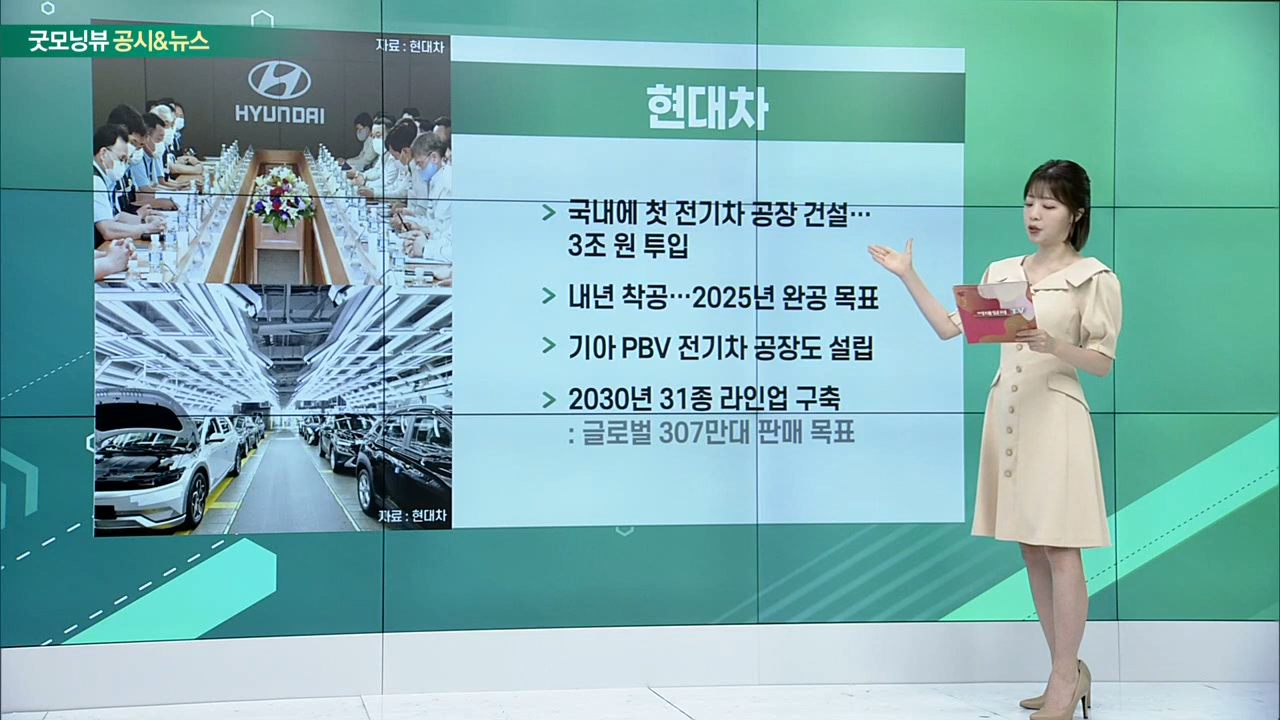 굿모닝뷰 공시&뉴스
자료 : 현대차
HYUNDAI
현대차
> 국내에 첫 전기차 공장 건설…
3조 원 투입
> 내년 착공…2025년 완공 목표
> 기아 PBV 전기차 공장도 설립
> 2030년 31종 라인업 구축
: 글로벌 307만대 판매 목표
자료 : 현대차